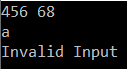 456 68
a
Invalid Input